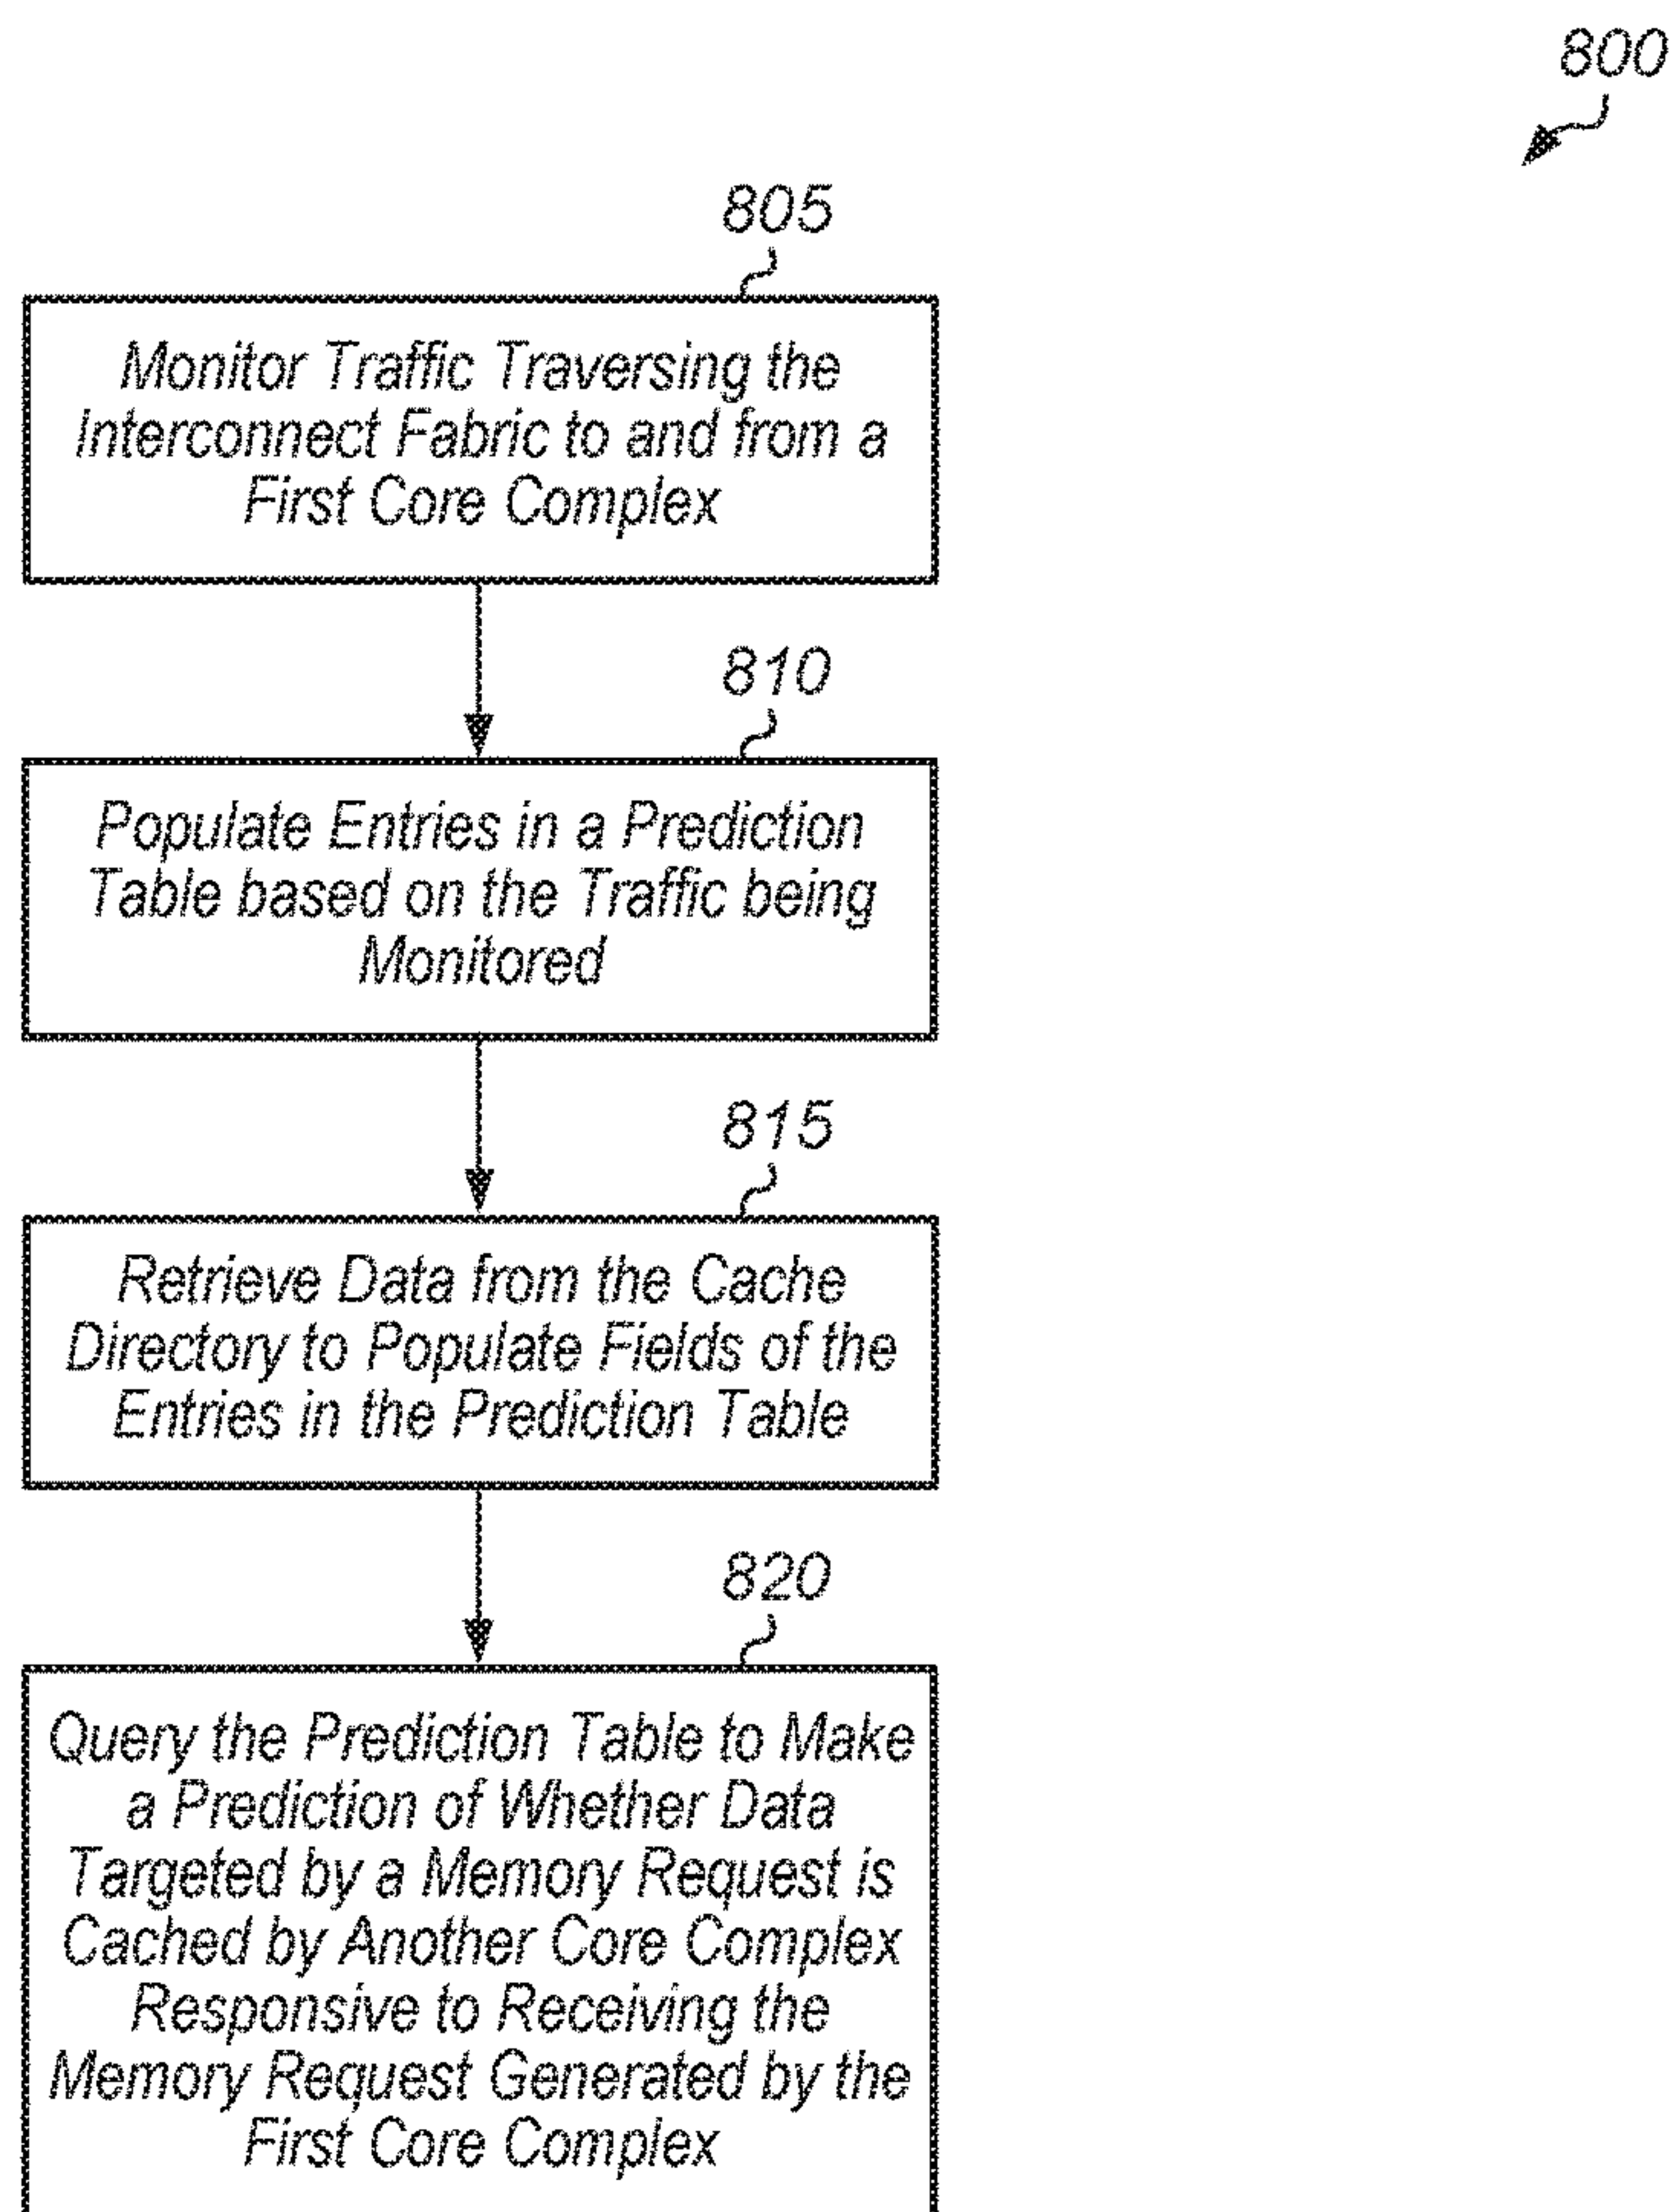 800
805
Monitor Traffic Traversing the
Interconnect Fabric to and from a
First Core Complex
810
Populate Entries in a Prediction
Table based on the Traffic being
Monitored
815
Retrieve Data from the Cache
Directory to Populate Fields of the
Entries in the Prediction Table
820
Query the Prediction Table to Make
a Prediction of Whether Data
Targeted by a Memory Request is
Cached by Another Core Complex
Responsive to Receiving the
Memory Request Generated by the
First Core Complex